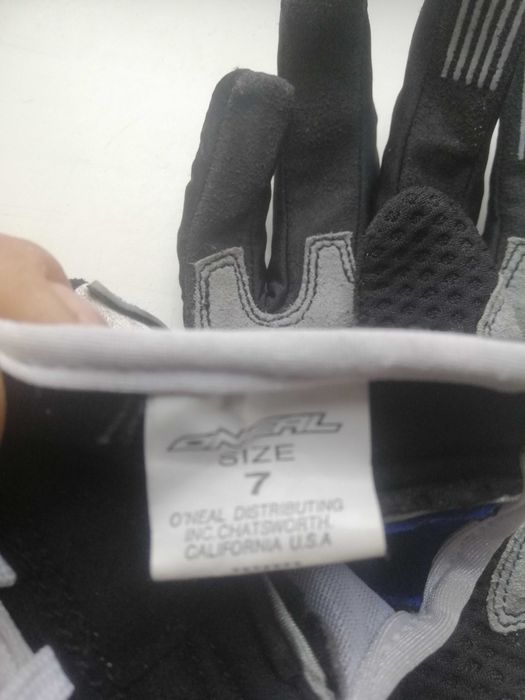 O'NEAL
SIZE
7
O'NEAL DISTRIBUTING
INC. CHATSWORTH,
CALIFORNIA U.S.A